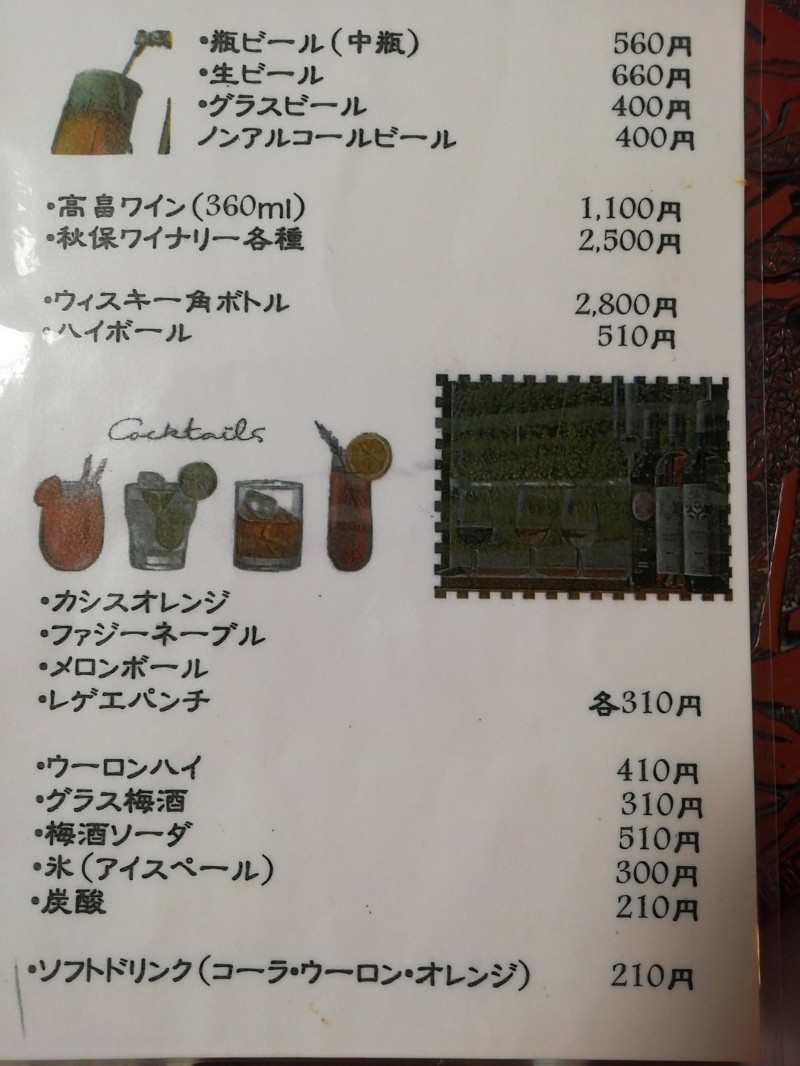 ・瓶ビール（中瓶） 560円
・生ビール 660円
・グラスビール 400円
ノンアルコールビール 400円
・高畠ワイン（360ml） 1,100円
・秋保ワイナリー各種 2,500円
・ウィスキー角ボトル 2,800円
・ハイボール 510円
Cocktails
・カシスオレンジ
・ファジーネーブル
・メロンボール
・レゲエパンチ 各310円
・ウーロンハイ 410円
・グラス梅酒 310円
・梅酒ソーダ 510円
・氷（アイスペール） 300円
・炭酸 210円
・ソフトドリンク（コーラ・ウーロン・オレンジ） 210円